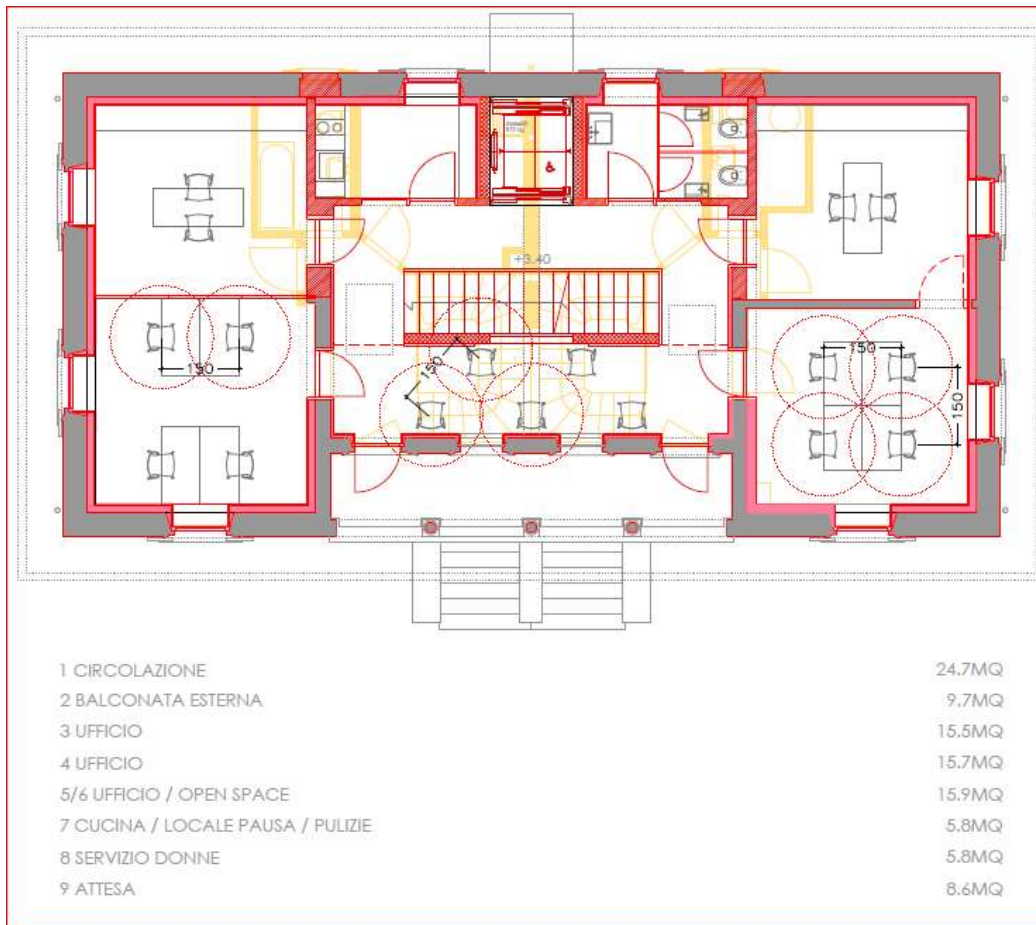 +3.40
150
150
150
150
1 CIRCOLAZIONE 24.7MQ
2 BALCONATA ESTERNA 9.7MQ
3 UFFICIO 15.5MQ
4 UFFICIO 15.7MQ
5/6 UFFICIO / OPEN SPACE 15.9MQ
7 CUCINA / LOCALE PAUSA / PULIZIE 5.8MQ
8 SERVIZIO DONNE 5.8MQ
9 ATTESA 8.6MQ